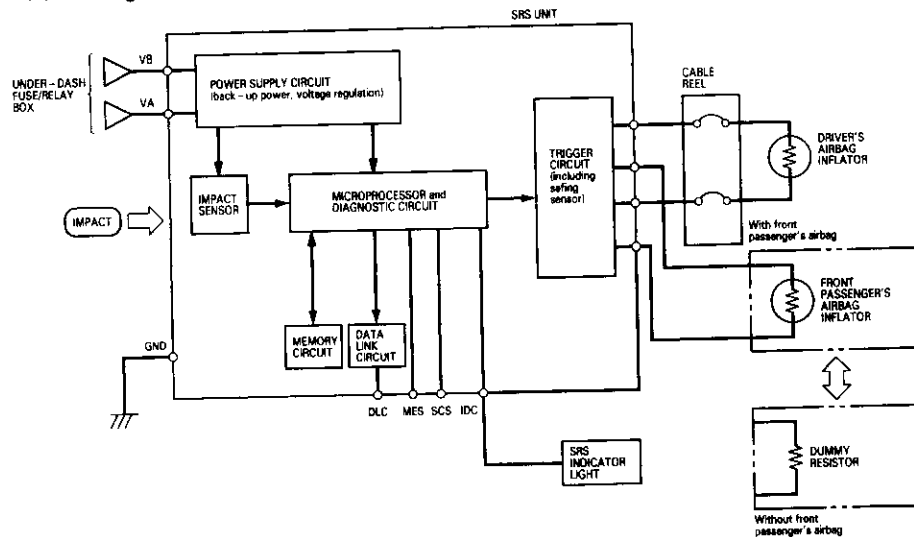 SRS UNIT
VB
UNDER – DASH
FUSE/RELAY
BOX
VA
POWER SUPPLY CIRCUIT
(back – up power, voltage regulation)
CABLE
REEL
TRIGGER
CIRCUIT
(including
safing
sensor)
DRIVER'S
AIRBAG
INFLATOR
IMPACT
SENSOR
MICROPROCESSOR and
DIAGNOSTIC CIRCUIT
IMPACT
With front
passenger's airbag
FRONT
PASSENGER'S
AIRBAG
INFLATOR
MEMORY
CIRCUIT
DATA
LINK
CIRCUIT
GND
DLC
MES
SCS
IDC
SRS
INDICATOR
LIGHT
DUMMY
RESISTOR
Without front
passenger's airbag